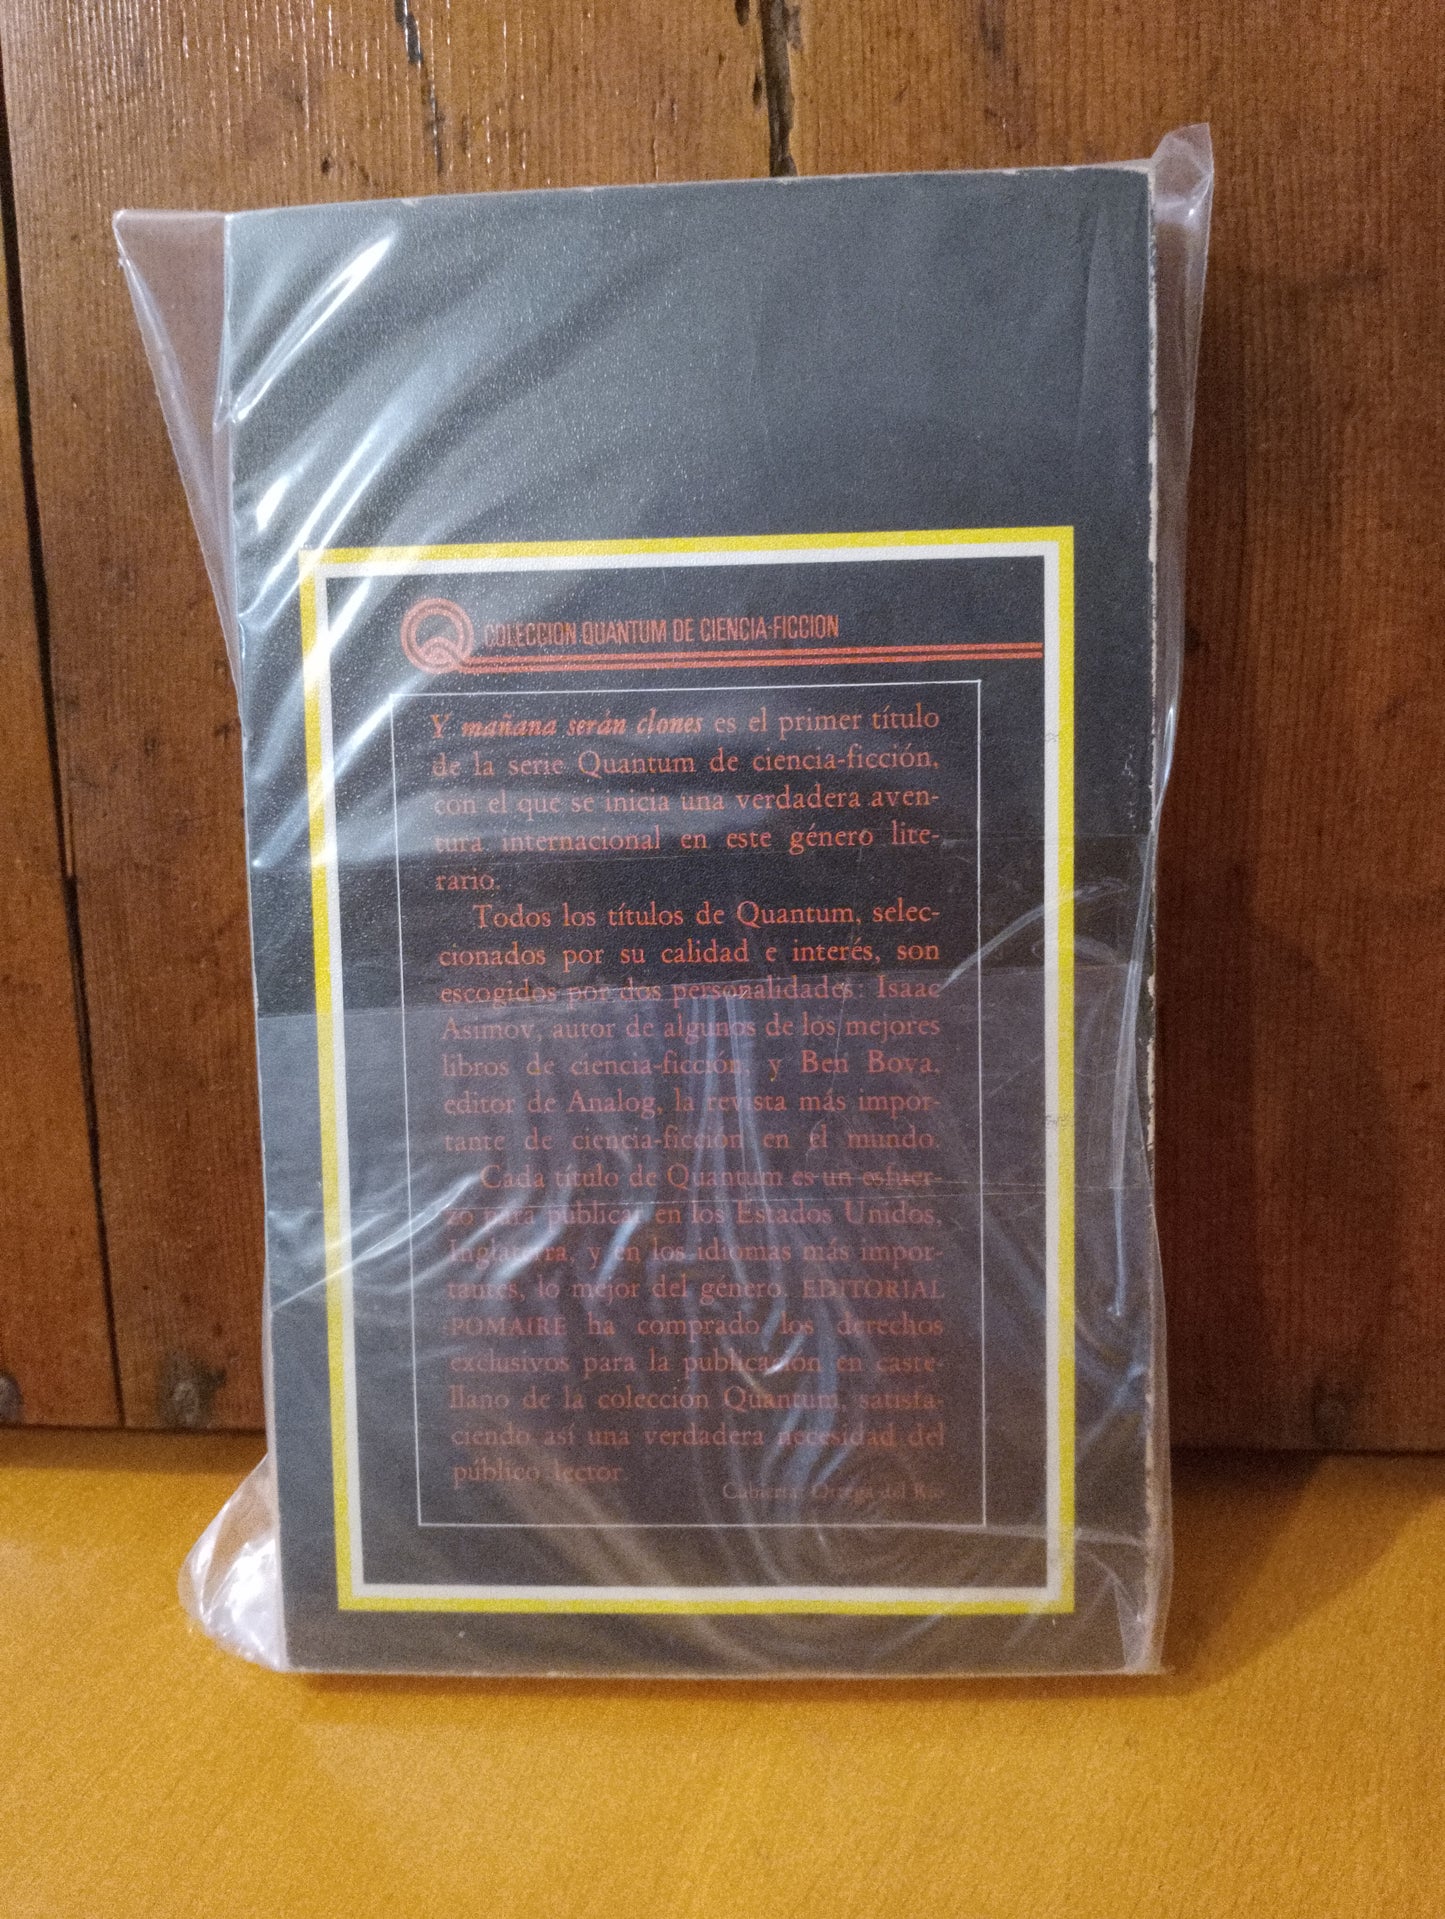 COLECCION QUANTUM DE CIENCIA-FICCION
Y mañana serán clones es el primer título
de la serie Quantum de ciencia-ficción,
con el que se inicia una verdadera aven-
tura internacional en este género lite-
rario.
Todos los títulos de Quantum, selec-
cionados por su calidad e interés, son
escogidos por dos personalidades: Isaac
Asimov, autor de algunos de los mejores
libros de ciencia-ficción, y Ben Bova,
editor de Analog, la revista más impor-
tante de ciencia-ficción en el mundo.
Cada título de Quantum es un esfuer-
zo para publicar en los Estados Unidos,
Inglaterra, y en los idiomas más impor-
tantes, lo mejor del género. EDITORIAL
POMAIRE ha comprado los derechos
exclusivos para la publicación en caste-
llano de la colección Quantum, satisfa-
ciendo así una verdadera necesidad del
público lector
Cubierta: Ortega del Río